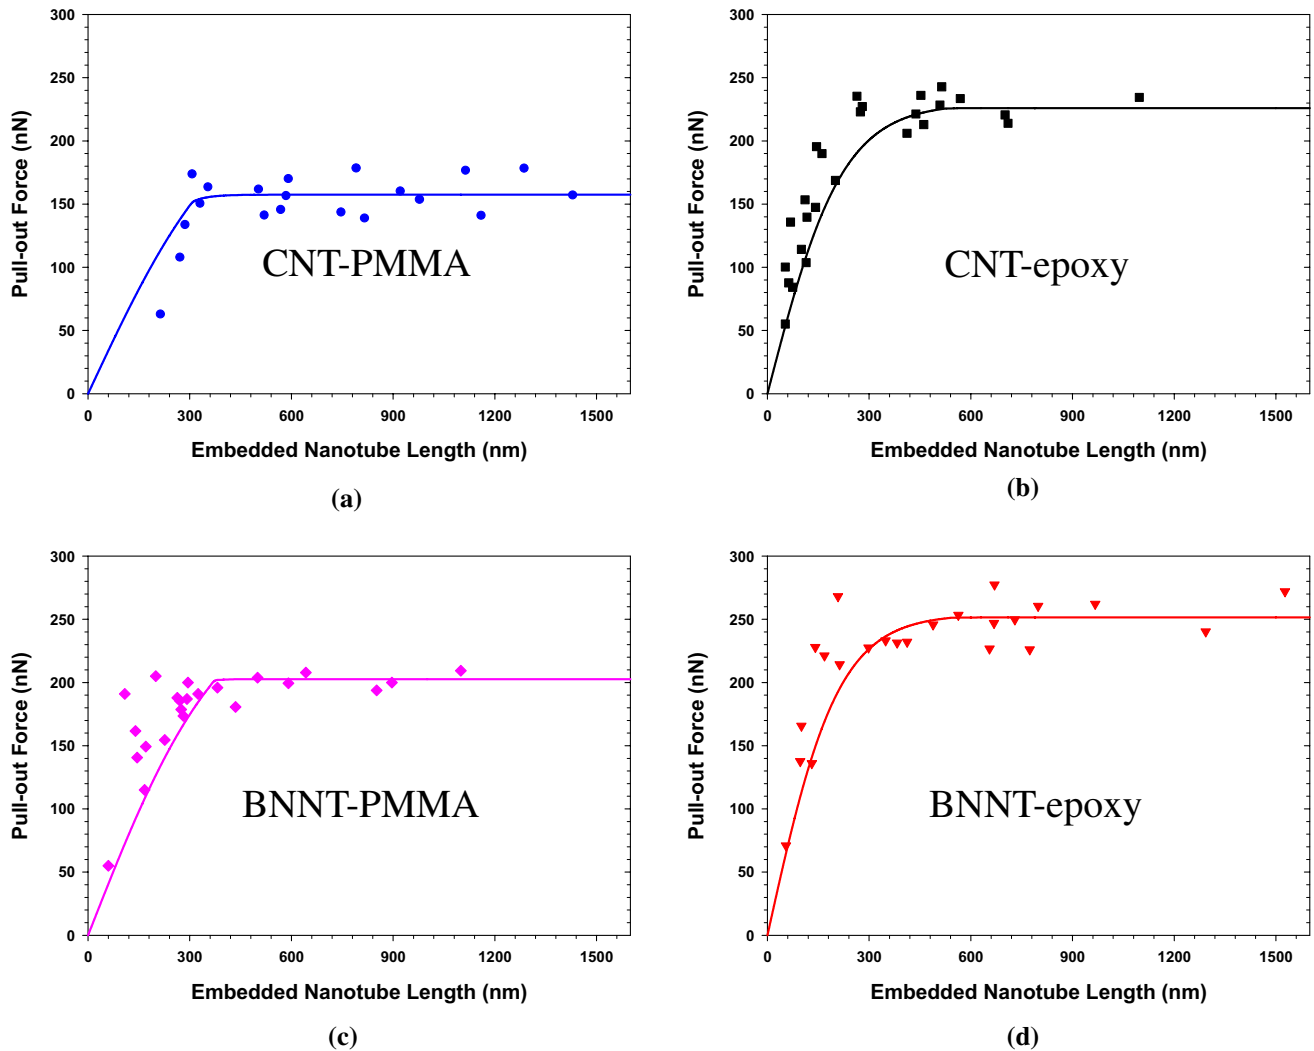 300
250
200
150
100
50
0
Pull-out Force (nN)
CNT-PMMA
0 300 600 900 1200 1500
Embedded Nanotube Length (nm)
(a)
300
250
200
150
100
50
0
Pull-out Force (nN)
CNT-epoxy
0 300 600 900 1200 1500
Embedded Nanotube Length (nm)
(b)
300
250
200
150
100
50
0
Pull-out Force (nN)
BNNT-PMMA
0 300 600 900 1200 1500
Embedded Nanotube Length (nm)
(c)
300
250
200
150
100
50
0
Pull-out Force (nN)
BNNT-epoxy
0 300 600 900 1200 1500
Embedded Nanotube Length (nm)
(d)